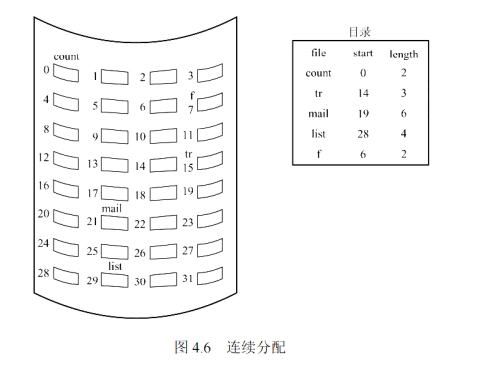 count
0 1 2 3
f
4 5 6 7
8 9 10 11
tr
12 13 14 15
16 17 18 19
mail
20 21 22 23
24 25 26 27
list
28 29 30 31
目录
file start length
count 0 2
tr 14 3
mail 19 6
list 28 4
f 6 2
图 4.6 连续分配